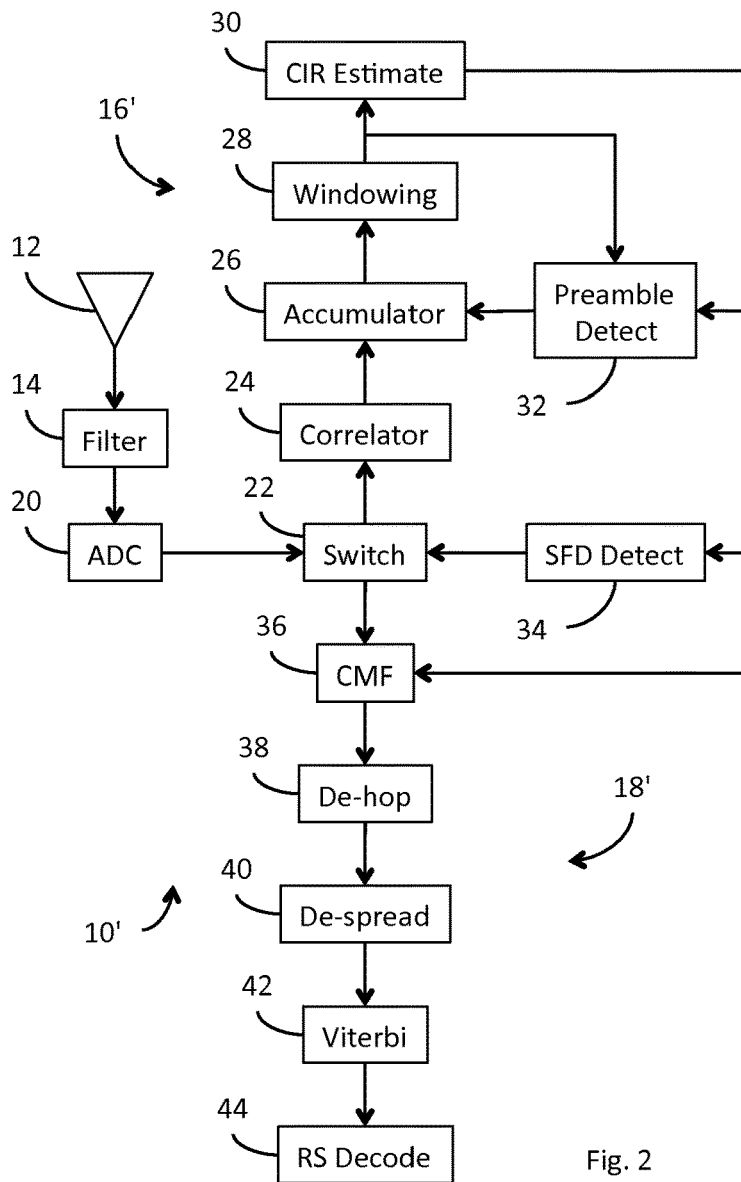 30
CIR Estimate
16'
28
Windowing
12
26
Accumulator
Preamble
Detect
32
24
Correlator
14
Filter
22
20
ADC
Switch
SFD Detect
34
36
CMF
38
De-hop
18'
40
De-spread
10'
42
Viterbi
44
RS Decode
Fig. 2